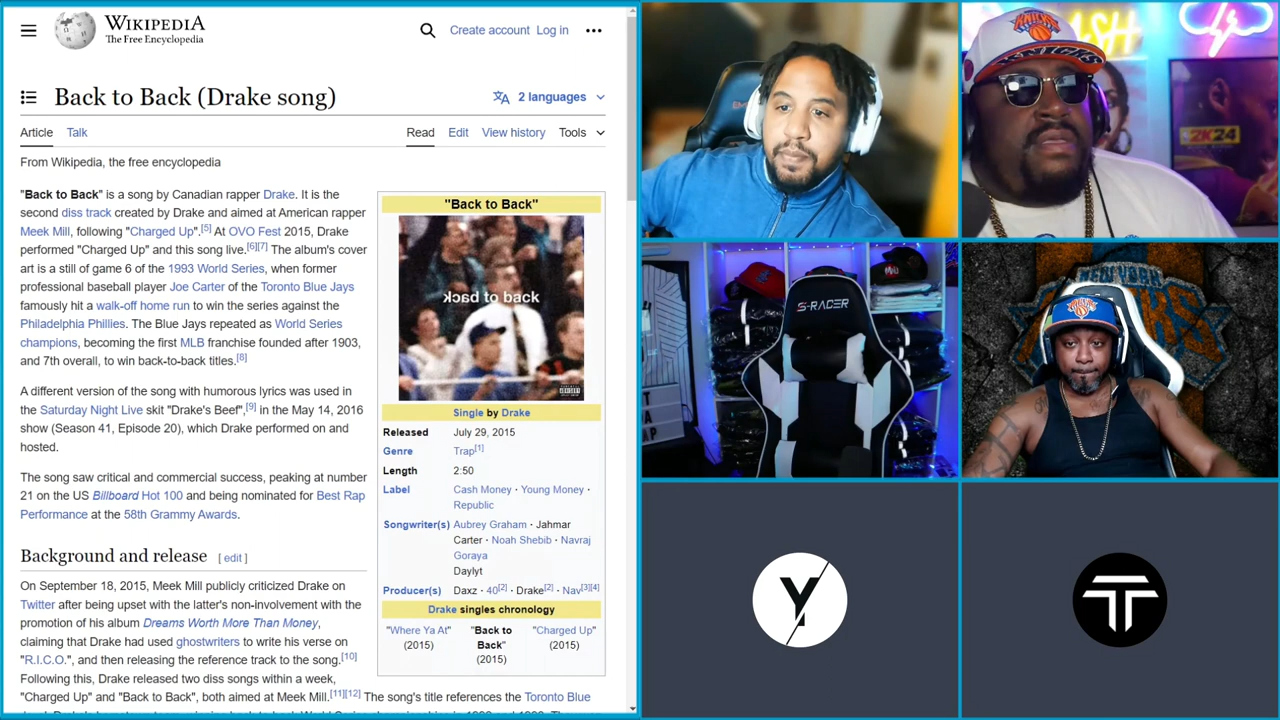 WIKIPEDIA
The Free Encyclopedia
Create account Log in
Back to Back (Drake song)
2 languages
Article Talk
Read Edit View history Tools
From Wikipedia, the free encyclopedia
"Back to Back" is a song by Canadian rapper Drake. It is the
second diss track created by Drake and aimed at American rapper
Meek Mill, following "Charged Up".[5] At OVO Fest 2015, Drake
performed "Charged Up" and this song live.[6][7] The album's cover
art is a still of game 6 of the 1993 World Series, when former
professional baseball player Joe Carter of the Toronto Blue Jays
famously hit a walk-off home run to win the series against the
Philadelphia Phillies. The Blue Jays repeated as World Series
champions, becoming the first MLB franchise founded after 1903,
and 7th overall, to win back-to-back titles.[8]
A different version of the song with humorous lyrics was used in
the Saturday Night Live skit "Drake's Beef",[9] in the May 14, 2016
show (Season 41, Episode 20), which Drake performed on and
hosted.
The song saw critical and commercial success, peaking at number
21 on the US Billboard Hot 100 and being nominated for Best Rap
Performance at the 58th Grammy Awards.
Background and release [ edit ]
On September 18, 2015, Meek Mill publicly criticized Drake on
Twitter after being upset with the latter's non-involvement with the
promotion of his album Dreams Worth More Than Money,
claiming that Drake had used ghostwriters to write his verse on
"R.I.C.O.", and then releasing the reference track to the song.[10]
Following this, Drake released two diss songs within a week,
"Charged Up" and "Back to Back", both aimed at Meek Mill.[11][12] The song's title references the Toronto Blue
"Back to Back"
back to back
Single by Drake
Released July 29, 2015
Genre Trap[1]
Length 2:50
Label Cash Money · Young Money ·
Republic
Songwriter(s) Aubrey Graham · Jahmar
Carter · Noah Shebib · Navraj
Goraya
Daylyt
Producer(s) Daxz · 40[2] · Drake[2] · Nav[3][4]
Drake singles chronology
"Where Ya At" "Back to "Charged Up"
(2015) Back" (2015)
(2015)
KNICKS
KNICKS
2K24
S-RACER
NEW YORK
Y
T